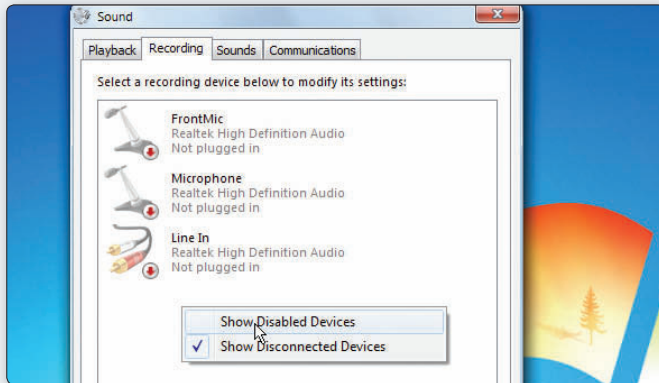 Sound
Playback Recording Sounds Communications
Select a recording device below to modify its settings:
FrontMic
Realtek High Definition Audio
Not plugged in
Microphone
Realtek High Definition Audio
Not plugged in
Line In
Realtek High Definition Audio
Not plugged in
Show Disabled Devices
Show Disconnected Devices